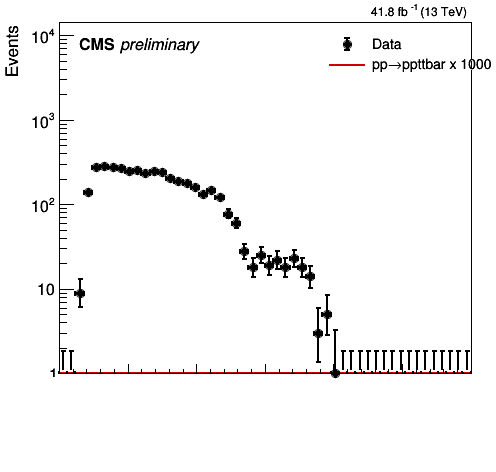 41.8 fb⁻¹ (13 TeV)
Events
CMS preliminary
Data
pp→ppttbar x 1000
10⁴
10³
10²
10
1